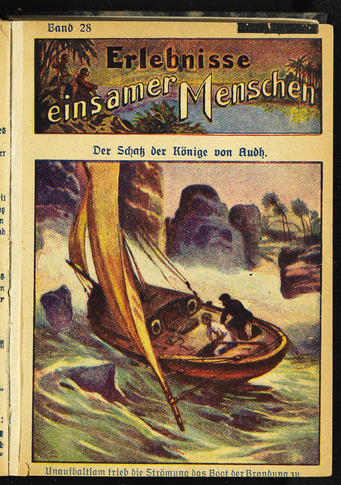 Band 28
Erlebnisse
einsamer Menschen
Der Schatz der Könige von Audh.
Unaufhaltsam trieb die Strömung das Boot der Brandung zu